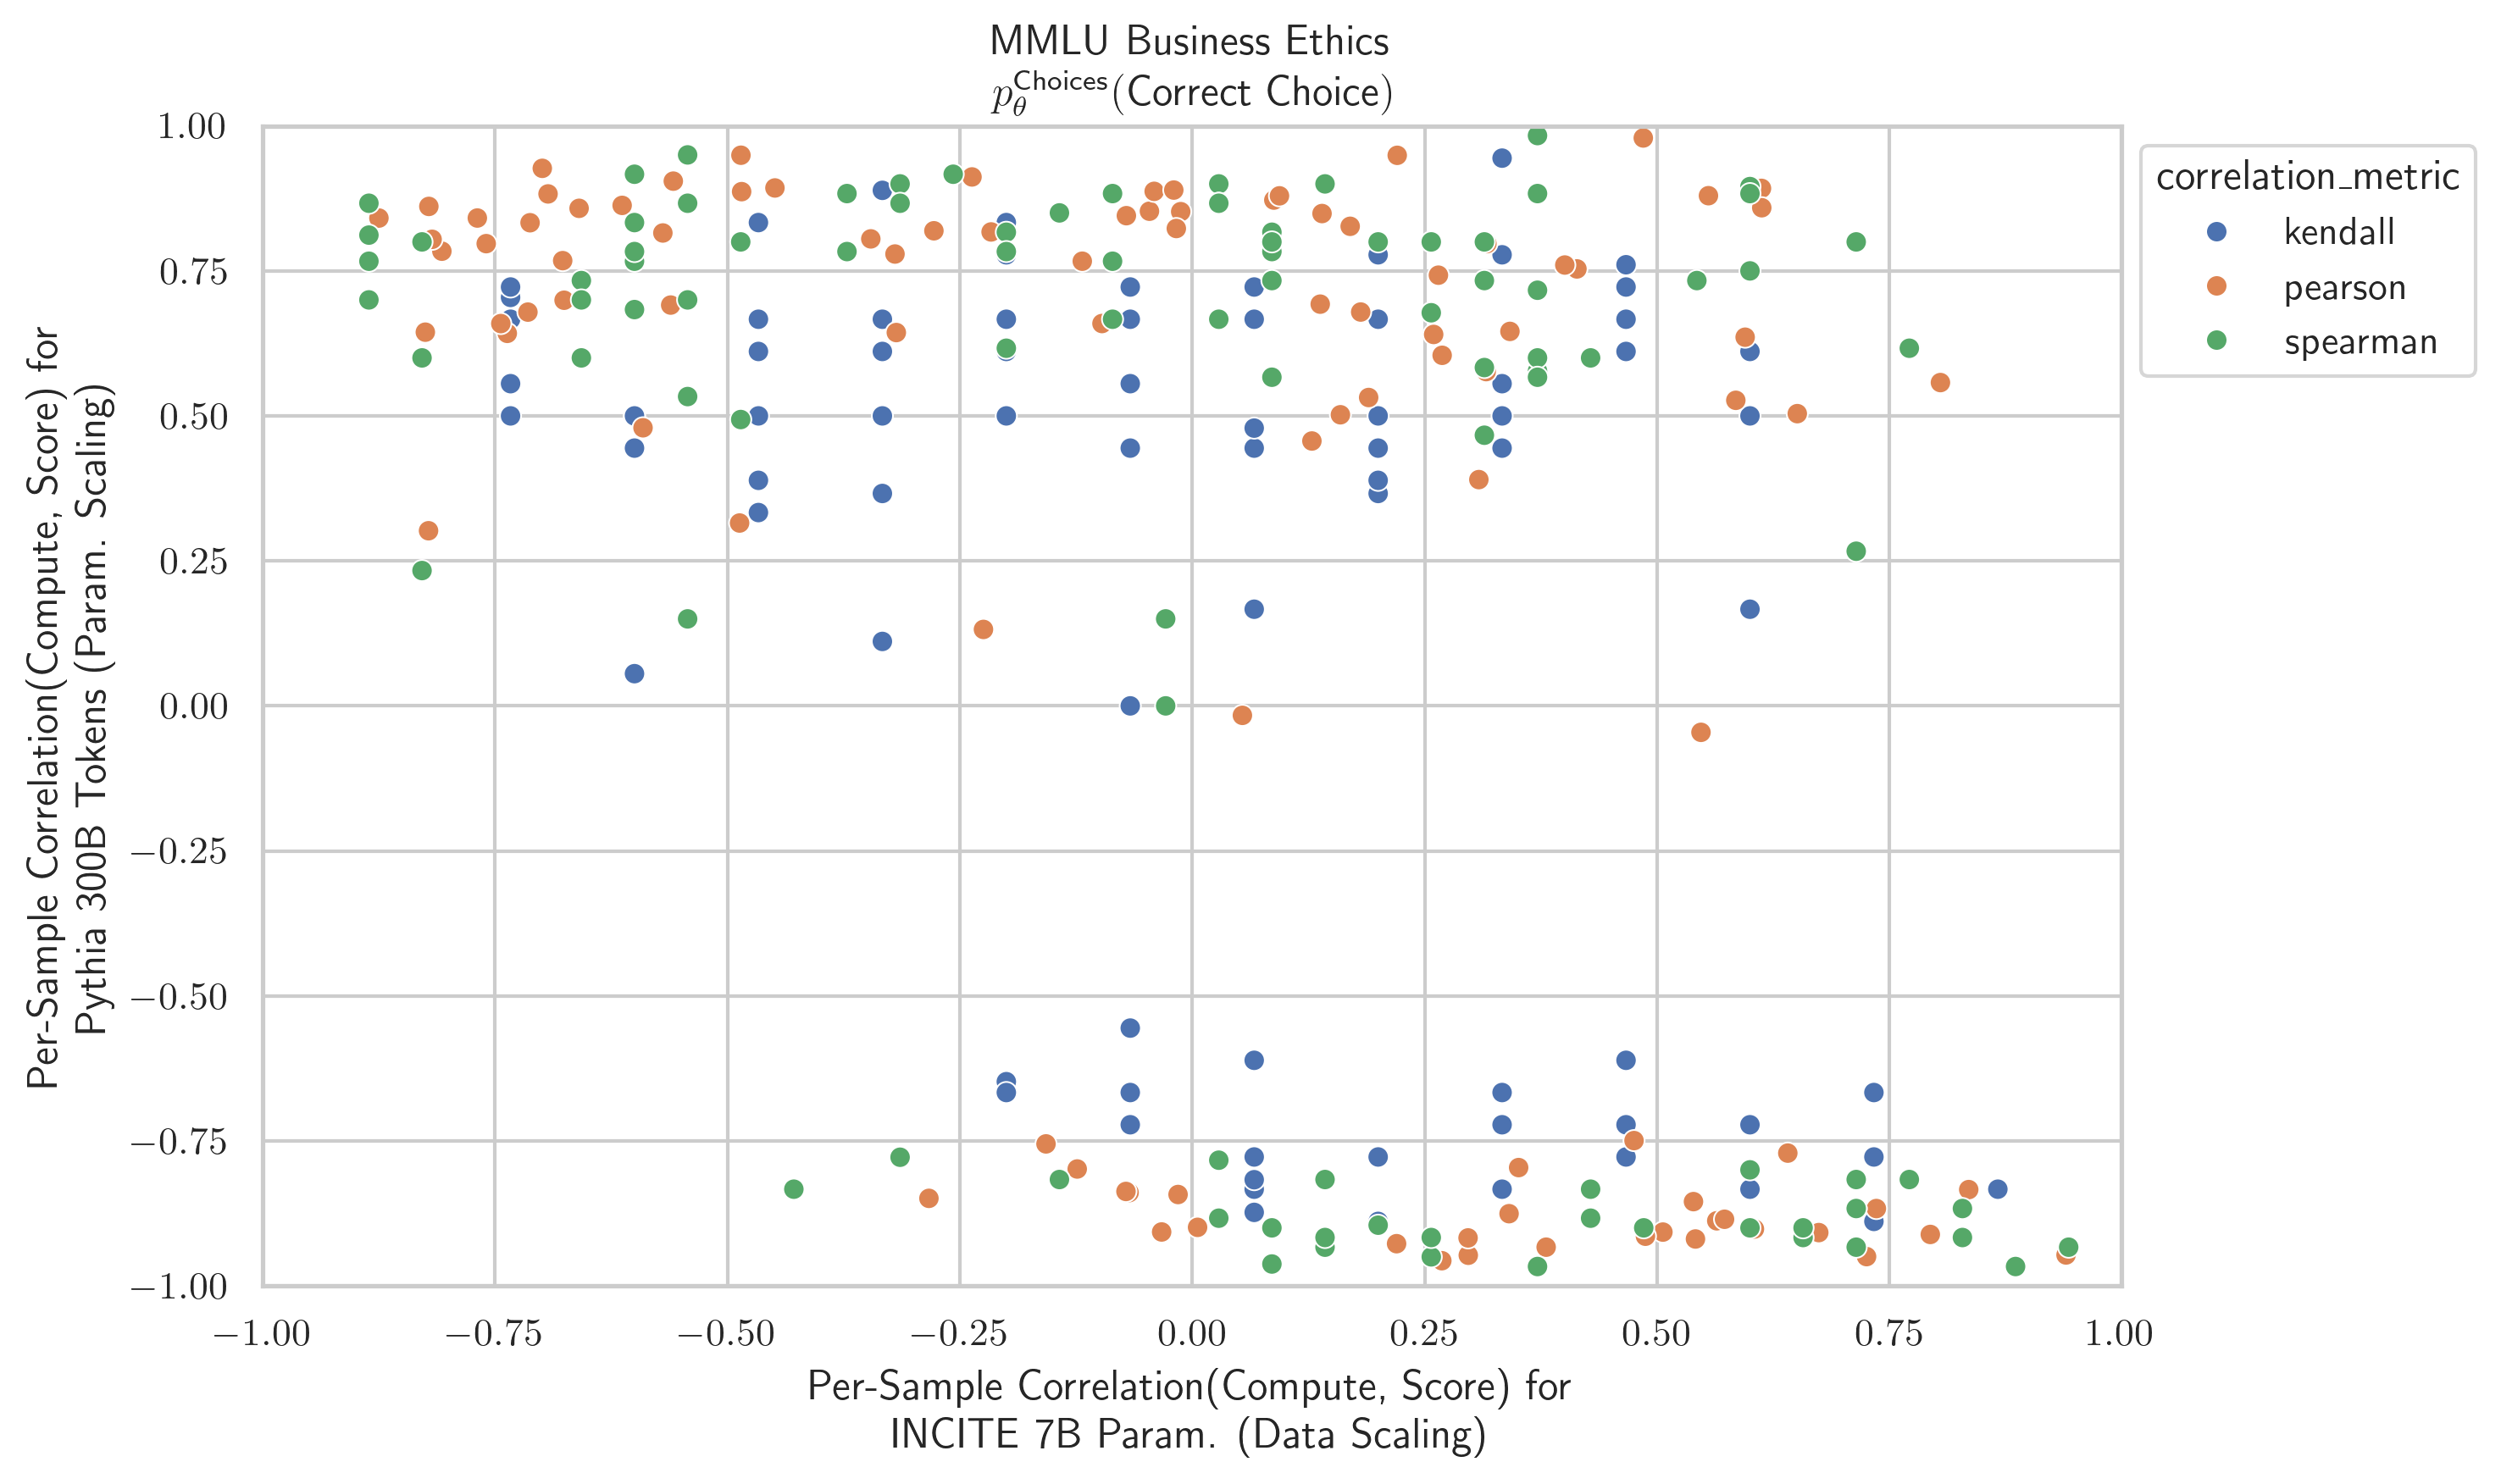 MMLU Business Ethics
p_θ^Choices(Correct Choice)
1.00
0.75
0.50
0.25
0.00
−0.25
−0.50
−0.75
−1.00
Per-Sample Correlation(Compute, Score) for
Pythia 300B Tokens (Param. Scaling)
correlation_metric
kendall
pearson
spearman
−1.00
−0.75
−0.50
−0.25
0.00
0.25
0.50
0.75
1.00
Per-Sample Correlation(Compute, Score) for
INCITE 7B Param. (Data Scaling)